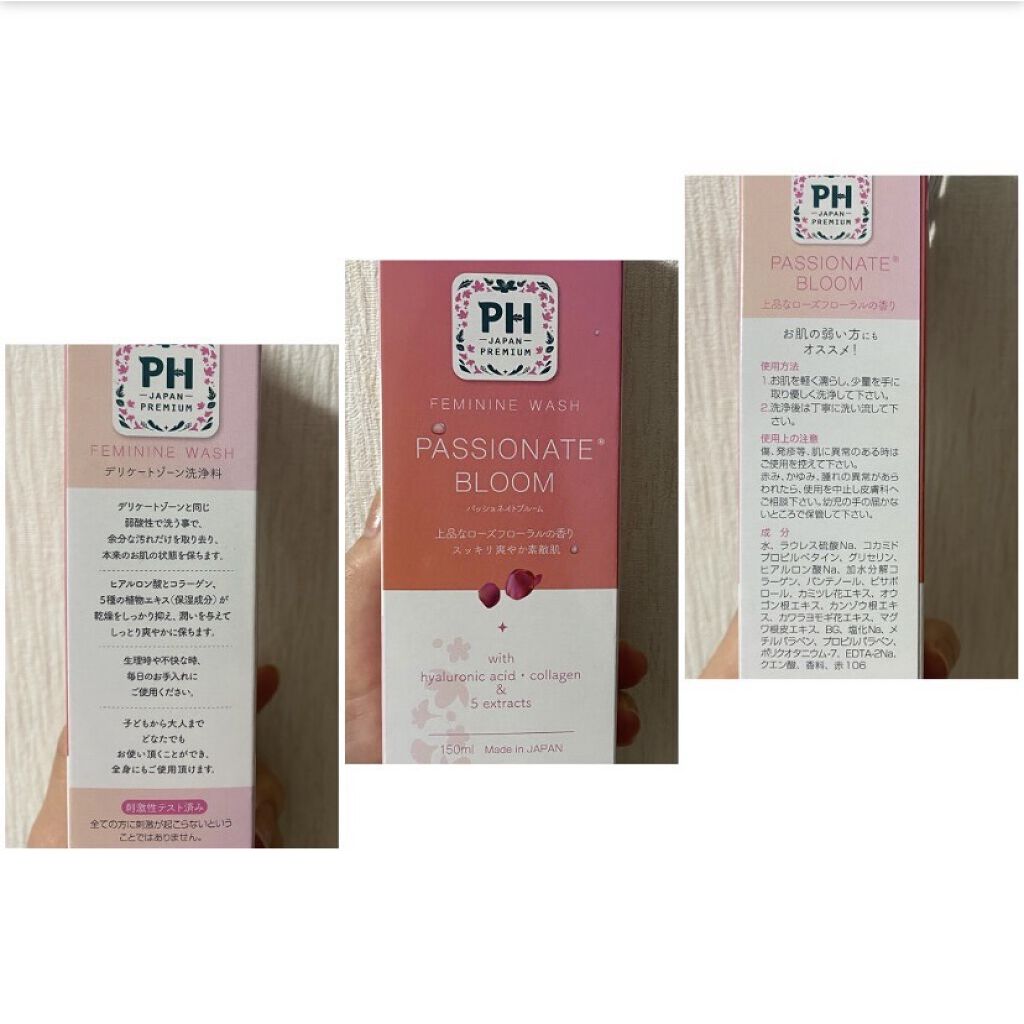 PH
JAPAN
PREMIUM
FEMININE WASH
デリケートゾーン洗浄料
デリケートゾーンと同じ
弱酸性で洗う事で、
余分な汚れだけを取り去り、
本来のお肌の状態を保ちます。
ヒアルロン酸とコラーゲン、
5種の植物エキス(保湿成分)が
乾燥をしっかり抑え、潤いを与えて
しっとり爽やかに保ちます。
生理時や不快な時、
毎日のお手入れに
ご使用ください。
子どもから大人まで
どなたでも
お使い頂くことができ、
全身にもご使用頂けます。
刺激性テスト済み
全ての方に刺激が起こらないという
ことではありません。
PH
JAPAN
PREMIUM
FEMININE WASH
PASSIONATE®
BLOOM
パッショネイトブルーム
上品なローズフローラルの香り
スッキリ爽やか素敵肌
with
hyaluronic acid・collagen
&
5 extracts
150ml Made in JAPAN
PH
JAPAN
PREMIUM
PASSIONATE®
BLOOM
上品なローズフローラルの香り
お肌の弱い方にも
オススメ!
使用方法
1.お肌を軽く濡らし、少量を手に
取り優しく洗浄して下さい。
2.洗浄後は丁寧に洗い流して下
さい。
使用上の注意
傷、発疹等、肌に異常のある時は
ご使用を控えて下さい。
赤み、かゆみ、腫れの異常があら
われたら、使用を中止し皮膚科へ
ご相談下さい。幼児の手の届かな
いところで保管して下さい。
成 分
水、ラウレス硫酸Na、コカミド
プロピルベタイン、グリセリン、
ヒアルロン酸Na、加水分解コ
ラーゲン、パンテノール、ビサボ
ロール、カミツレ花エキス、オウ
ゴン根エキス、カンゾウ根エキ
ス、カワラヨモギ花エキス、マグ
ワ根皮エキス、BG、塩化Na、メ
チルパラベン、プロピルパラベン、
ポリクオタニウム-7、EDTA-2Na、
クエン酸、香料、赤106